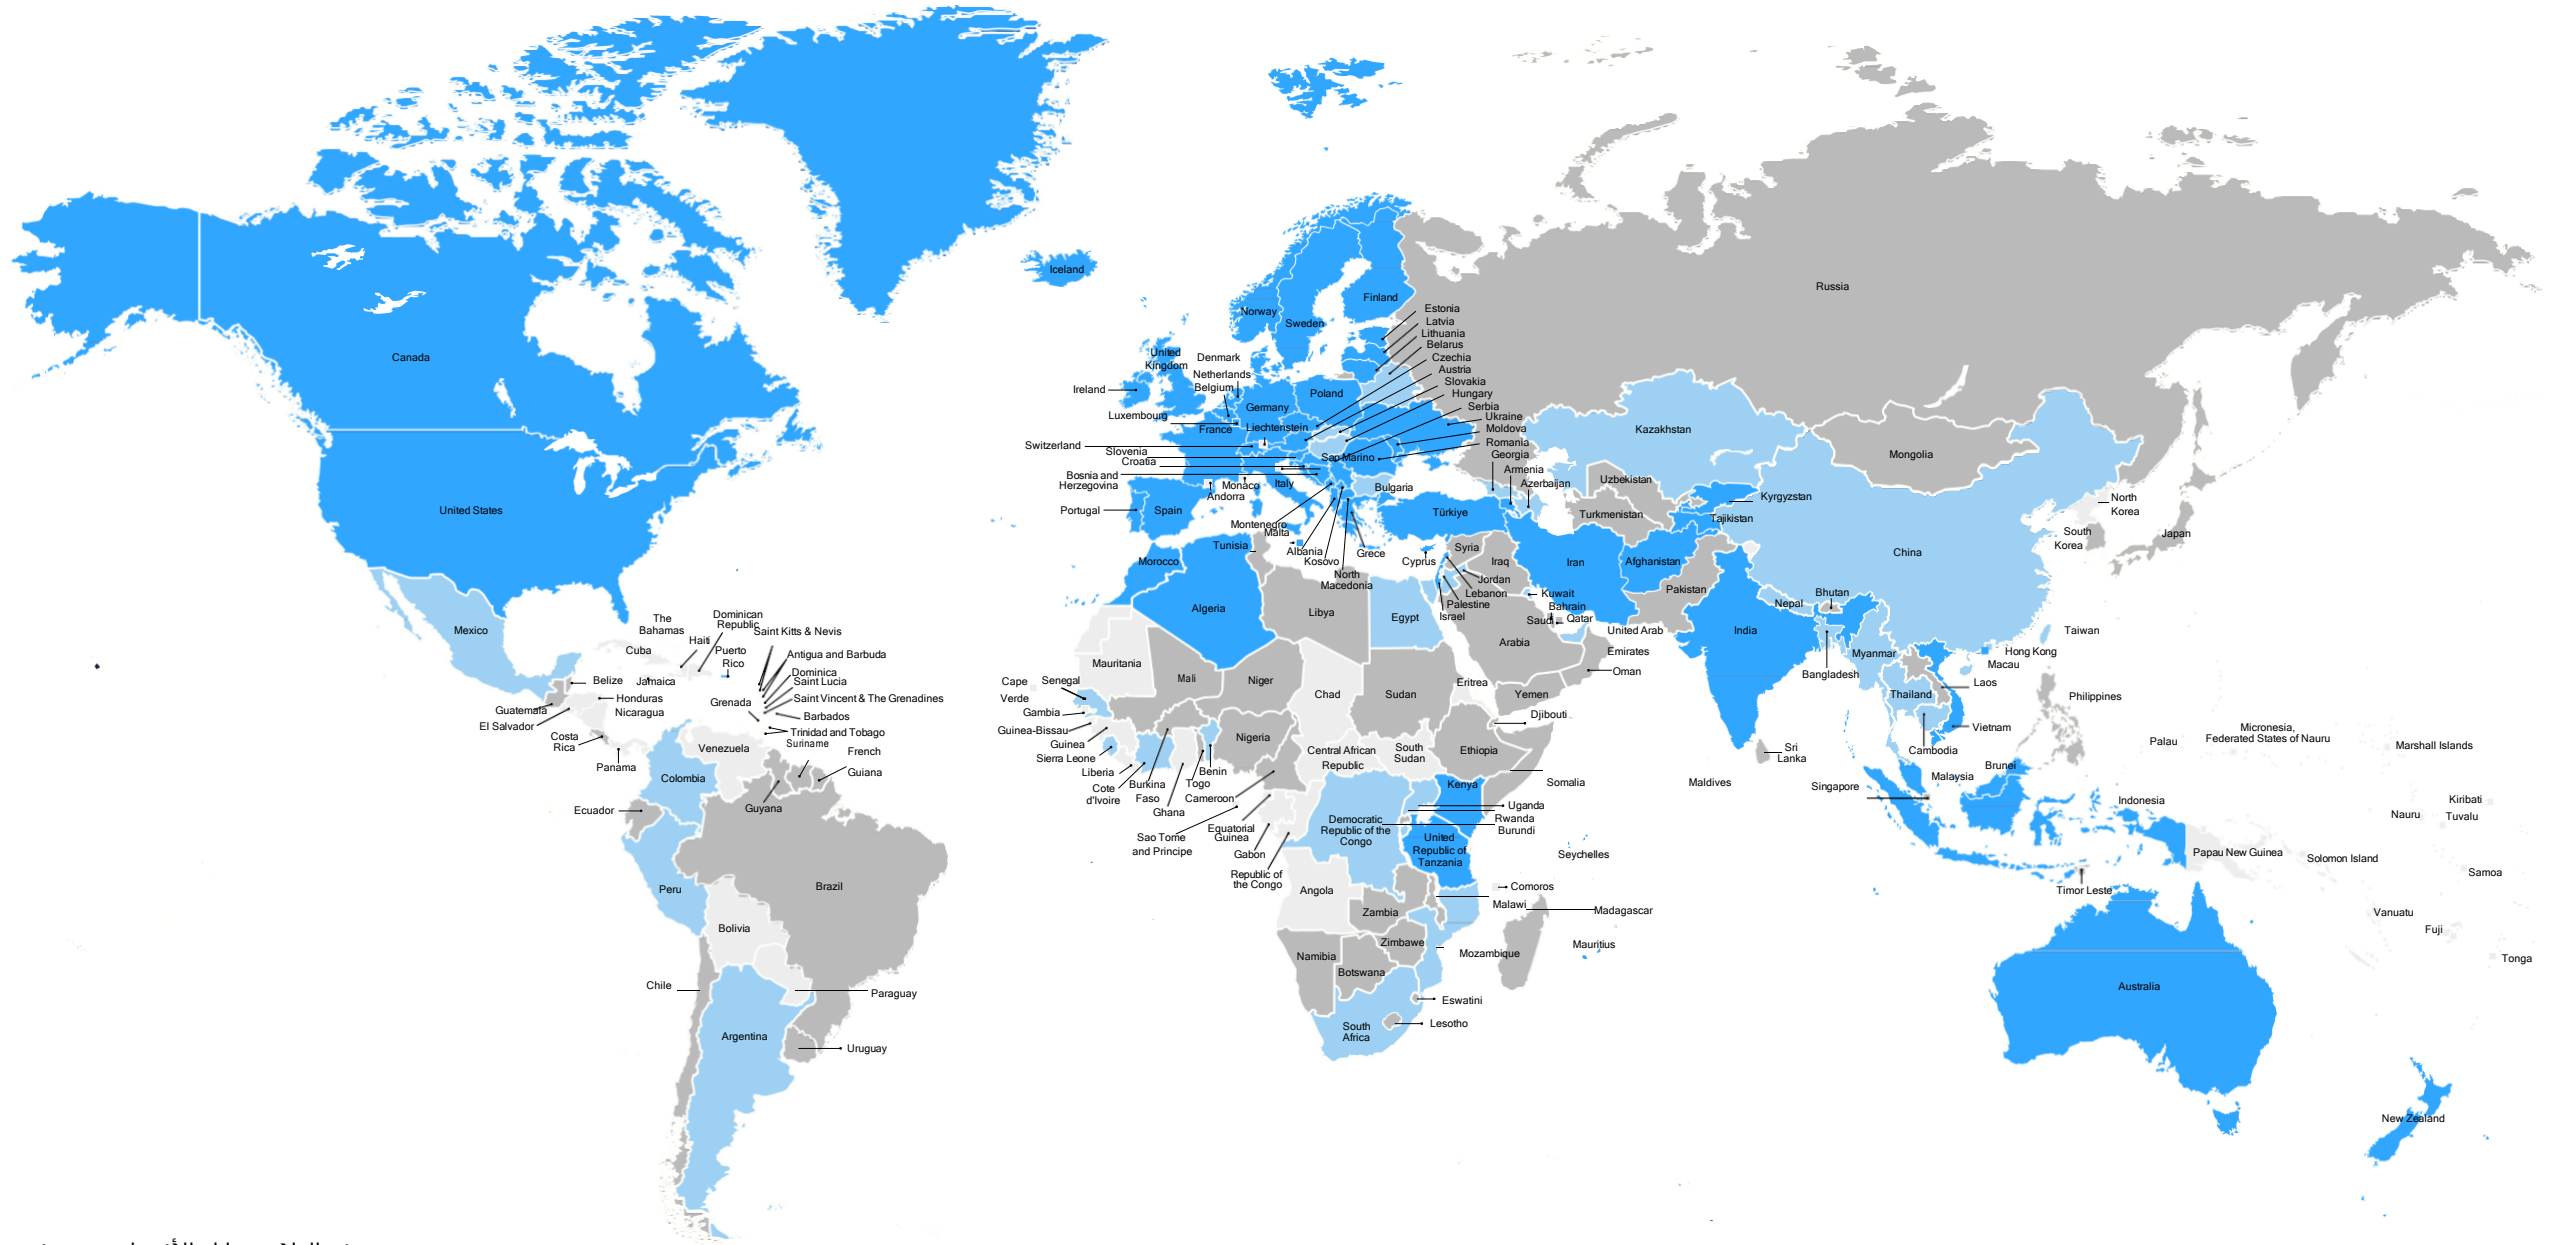 Canada
United States
Mexico
Iceland
Norway
Sweden
Finland
United
Kingdom
Ireland
Denmark
Netherlands
Belgium
Luxembourg
Germany
Poland
France
Liechtenstein
Switzerland
Slovenia
Croatia
Bosnia and
Herzegovina
San Marino
Monaco
Andorra
Italy
Portugal
Spain
Estonia
Latvia
Lithuania
Belarus
Czechia
Austria
Slovakia
Hungary
Serbia
Ukraine
Moldova
Romania
Georgia
Armenia
Azerbaijan
Bulgaria
Türkiye
Montenegro
Malta
Albania
Kosovo
North
Macedonia
Grece
Cyprus
Russia
Kazakhstan
Mongolia
Uzbekistan
Turkmenistan
Kyrgyzstan
Tajikistan
China
North
Korea
South
Korea
Japan
Taiwan
Hong Kong
Macau
Syria
Iraq
Iran
Afghanistan
Pakistan
Jordan
Lebanon
Palestine
Israel
Kuwait
Bahrain
Qatar
Saudi
Arabia
United Arab
Emirates
Oman
Yemen
India
Nepal
Bhutan
Bangladesh
Myanmar
Thailand
Laos
Vietnam
Cambodia
Sri
Lanka
Maldives
Malaysia
Brunei
Singapore
Indonesia
Philippines
Timor Leste
Palau
Micronesia,
Federated States of Nauru
Marshall Islands
Kiribati
Nauru
Tuvalu
Papau New Guinea
Solomon Island
Samoa
Vanuatu
Fuji
Tonga
Australia
New Zealand
Tunisia
Morocco
Algeria
Libya
Egypt
Mauritania
Mali
Niger
Chad
Sudan
Eritrea
Djibouti
Ethiopia
Somalia
Cape
Verde
Senegal
Gambia
Guinea-Bissau
Guinea
Sierra Leone
Liberia
Cote
d'Ivoire
Burkina
Faso
Ghana
Togo
Benin
Nigeria
Cameroon
Central African
Republic
South
Sudan
Sao Tome
and Principe
Equatorial
Guinea
Gabon
Republic of
the Congo
Democratic
Republic of the
Congo
Kenya
Uganda
Rwanda
Burundi
United
Republic of
Tanzania
Seychelles
Comoros
Malawi
Madagascar
Mauritius
Mozambique
Angola
Zambia
Zimbawe
Namibia
Botswana
Eswatini
Lesotho
South
Africa
The
Bahamas
Cuba
Haiti
Dominican
Republic
Puerto
Rico
Jamaica
Saint Kitts & Nevis
Antigua and Barbuda
Dominica
Saint Lucia
Saint Vincent & The Grenadines
Grenada
Barbados
Trinidad and Tobago
Belize
Honduras
Guatemala
Nicaragua
El Salvador
Costa
Rica
Panama
Venezuela
Colombia
Guyana
Suriname
French
Guiana
Ecuador
Peru
Brazil
Bolivia
Chile
Paraguay
Argentina
Uruguay